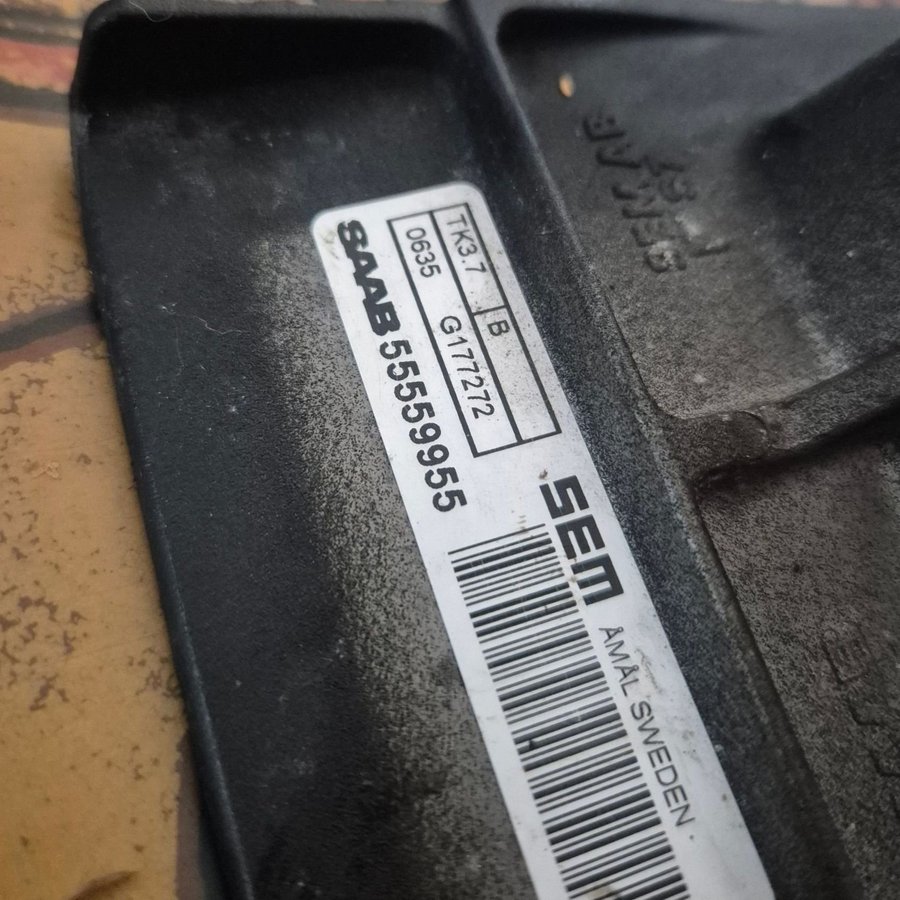 TK3.7 B
0635 G177272
SAAB 55559955
SEM
ÅMÅL SWEDEN